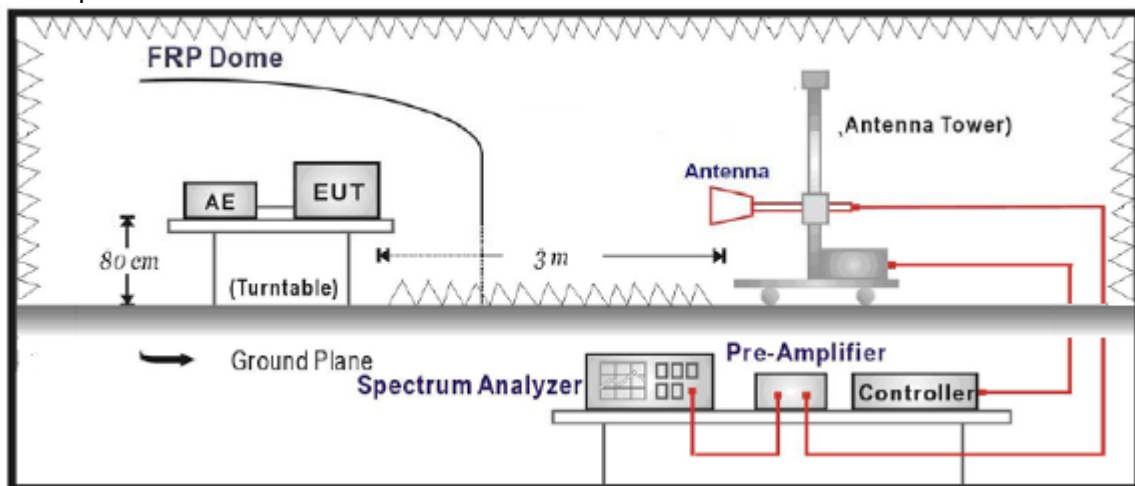 FRP Dome
(Antenna Tower)
Antenna
AE
EUT
80 cm
3 m
(Turntable)
Ground Plane
Pre-Amplifier
Spectrum Analyzer
Controller